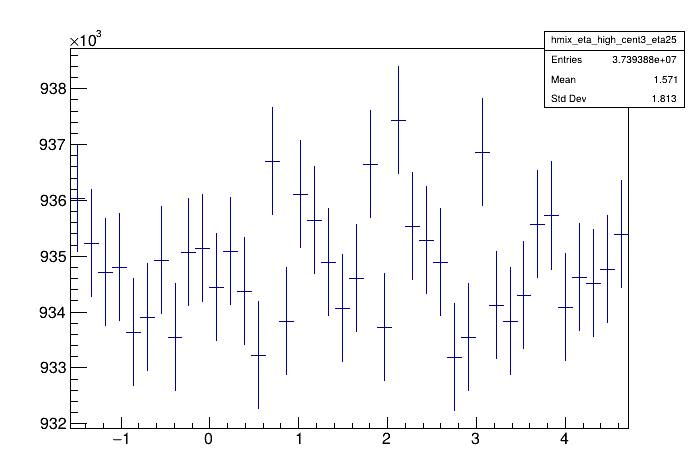 ×10³
hmix_eta_high_cent3_eta25
Entries 3.739388e+07
Mean 1.571
Std Dev 1.813
938
937
936
935
934
933
932
−1 0 1 2 3 4